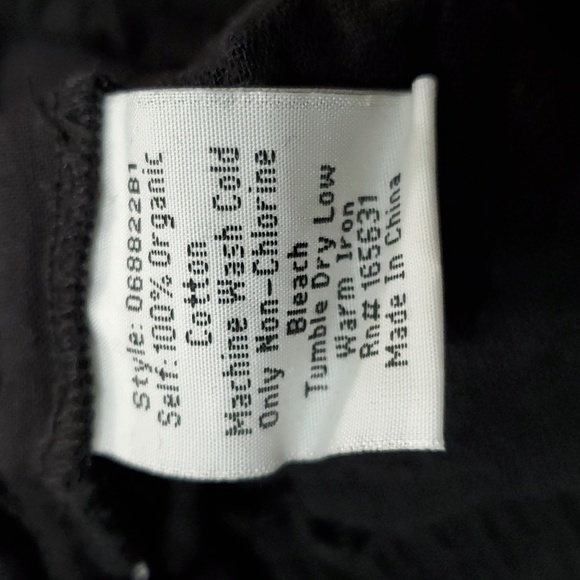 Style: 06882281
Self: 100% Organic
Cotton
Machine Wash Cold
Only Non-Chlorine
Bleach
Tumble Dry Low
Warm Iron
Rn# 165631
Made In China